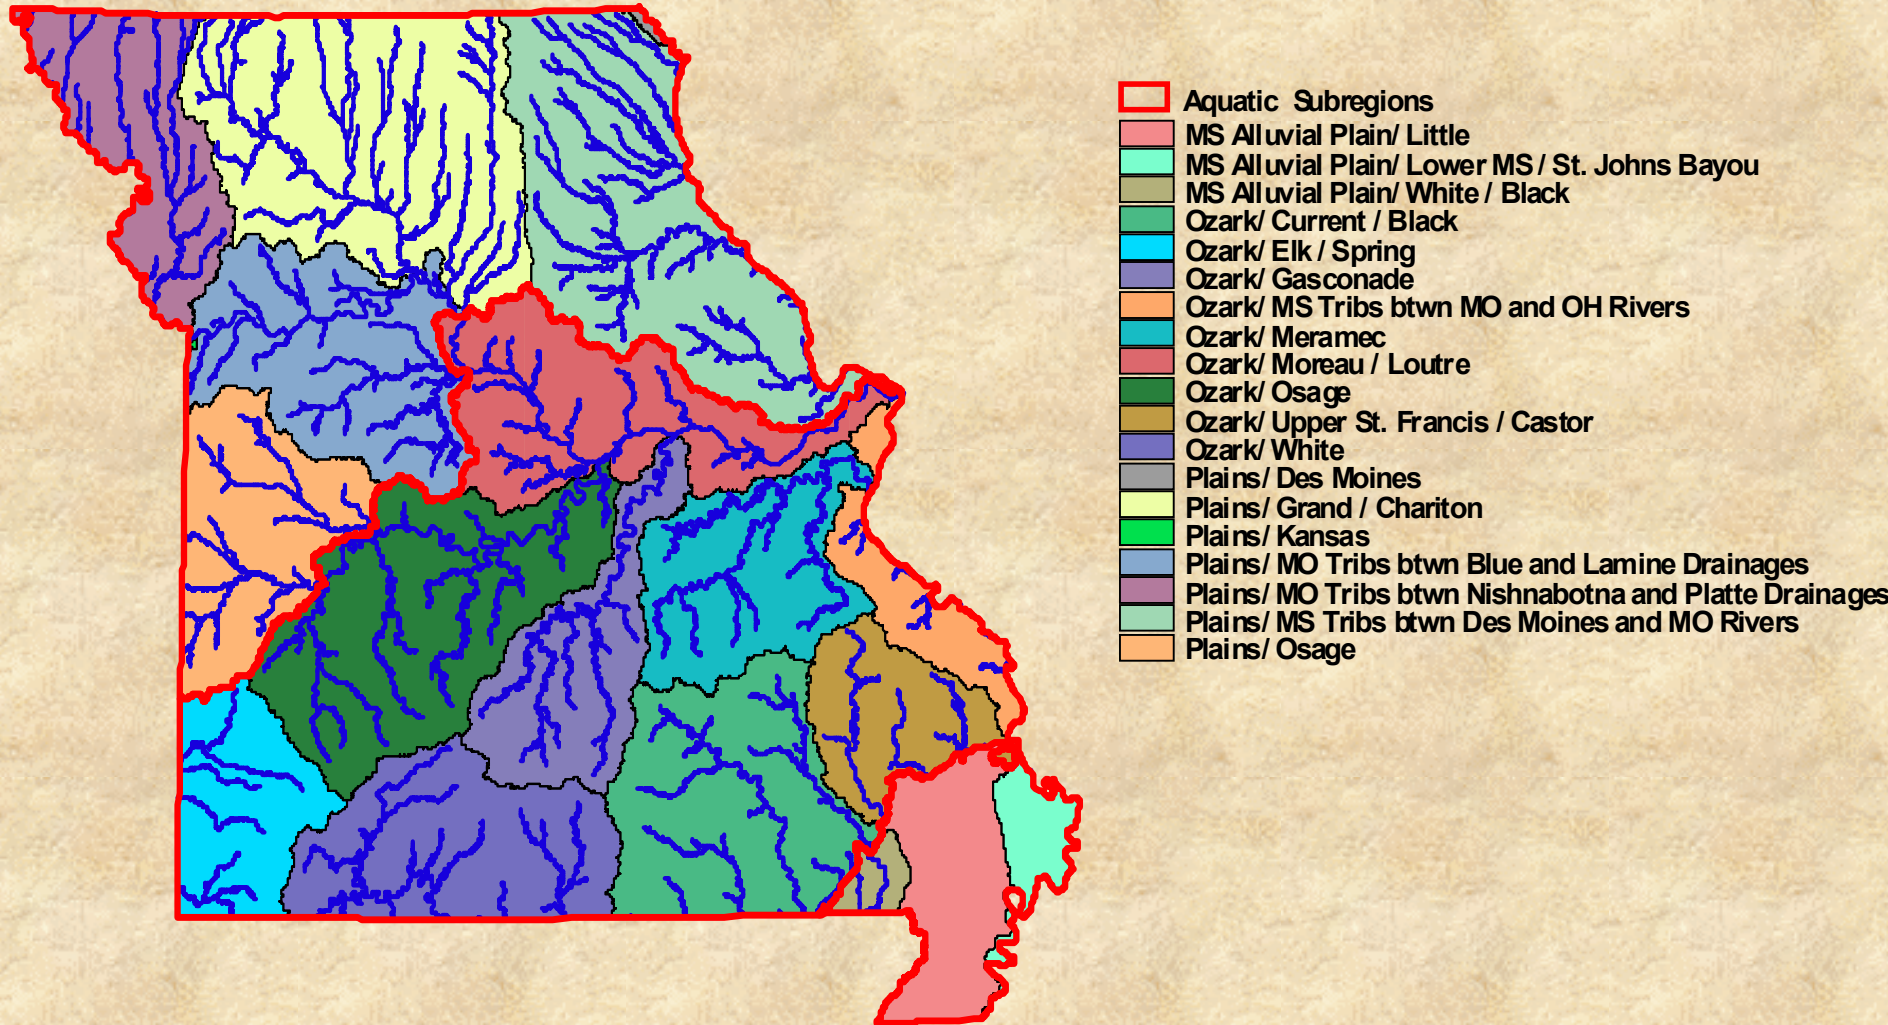 Aquatic Subregions
MS Alluvial Plain/ Little
MS Alluvial Plain/ Lower MS / St. Johns Bayou
MS Alluvial Plain/ White / Black
Ozark/ Current / Black
Ozark/ Elk / Spring
Ozark/ Gasconade
Ozark/ MS Tribs btwn MO and OH Rivers
Ozark/ Meramec
Ozark/ Moreau / Loutre
Ozark/ Osage
Ozark/ Upper St. Francis / Castor
Ozark/ White
Plains/ Des Moines
Plains/ Grand / Chariton
Plains/ Kansas
Plains/ MO Tribs btwn Blue and Lamine Drainages
Plains/ MO Tribs btwn Nishnabotna and Platte Drainages
Plains/ MS Tribs btwn Des Moines and MO Rivers
Plains/ Osage